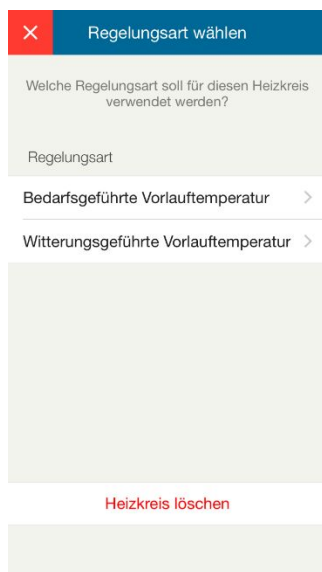 Regelungsart wählen
Welche Regelungsart soll für diesen Heizkreis
verwendet werden?
Regelungsart
Bedarfsgeführte Vorlauftemperatur
Witterungsgeführte Vorlauftemperatur
Heizkreis löschen